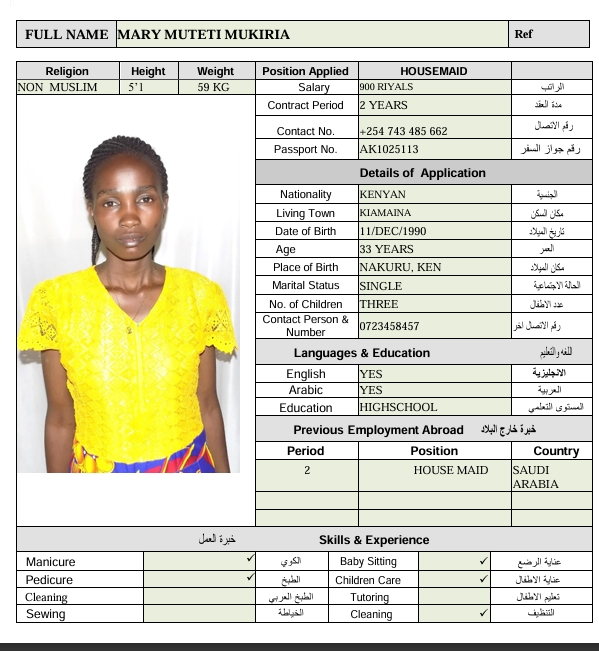 FULL NAME MARY MUTETI MUKIRIA Ref
Religion Height Weight Position Applied HOUSEMAID
NON MUSLIM 5'1 59 KG Salary 900 RIYALS الراتب
Contract Period 2 YEARS مدة العقد
Contact No. +254 743 485 662 رقم الاتصال
Passport No. AK1025113 رقم جواز السفر
Details of Application
Nationality KENYAN الجنسية
Living Town KIAMAINA مكان السكن
Date of Birth 11/DEC/1990 تاريخ الميلاد
Age 33 YEARS العمر
Place of Birth NAKURU, KEN مكان الميلاد
Marital Status SINGLE الحالة الاجتماعية
No. of Children THREE عدد الاطفال
Contact Person & Number 0723458457 رقم الاتصال اخر
Languages & Education اللغه والتعليم
English YES الانجليزية
Arabic YES العربية
Education HIGHSCHOOL المستوى التعلمي
Previous Employment Abroad خبرة خارج البلاد
Period Position Country
2 HOUSE MAID SAUDI ARABIA
خبرة العمل Skills & Experience
Manicure ✓ الكوي Baby Sitting ✓ عناية الرضع
Pedicure ✓ الطبخ Children Care ✓ عناية الاطفال
Cleaning الطبخ العربي Tutoring تعليم الاطفال
Sewing الخياطة Cleaning ✓ التنظيف